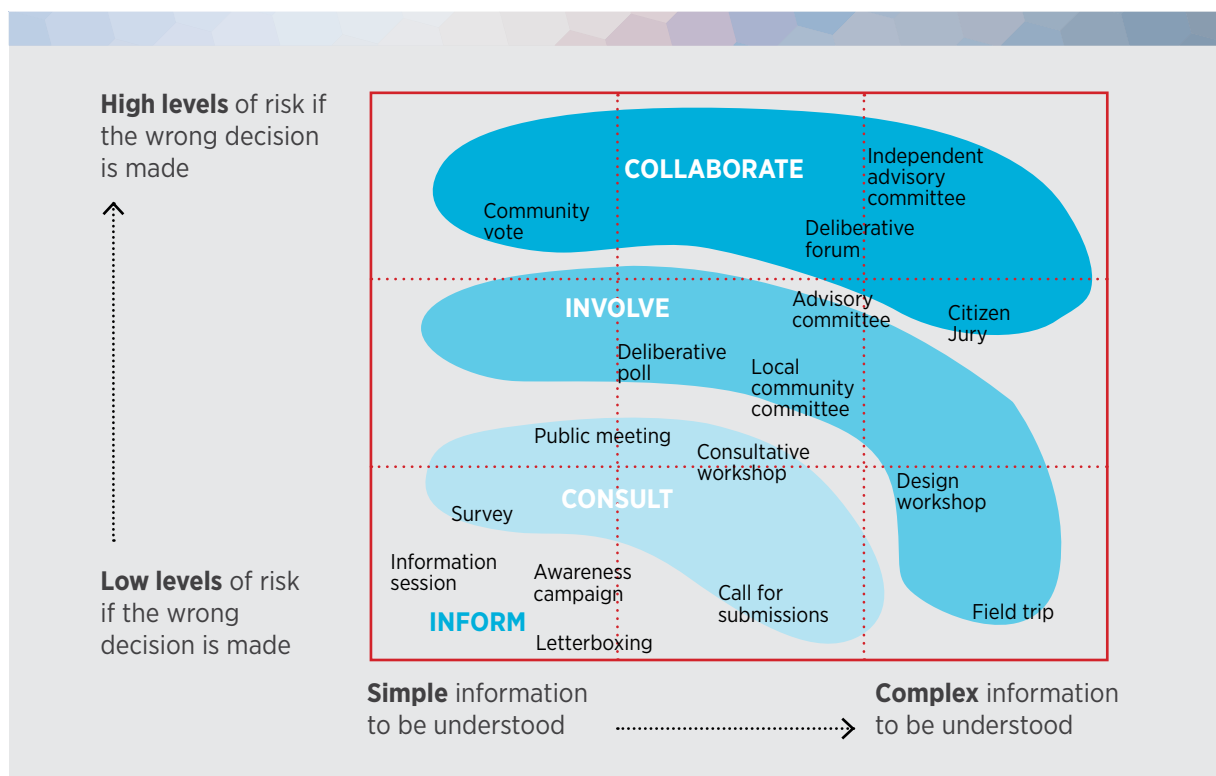 High levels of risk if
the wrong decision
is made
COLLABORATE
Independent
advisory
committee
Community
vote
Deliberative
forum
INVOLVE
Advisory
committee
Citizen
Jury
Deliberative
poll
Local
community
committee
Public meeting
Consultative
workshop
Design
workshop
CONSULT
Survey
Information
session
Awareness
campaign
Call for
submissions
Field trip
INFORM
Letterboxing
Low levels of risk
if the wrong
decision is made
Simple information
to be understood
Complex information
to be understood